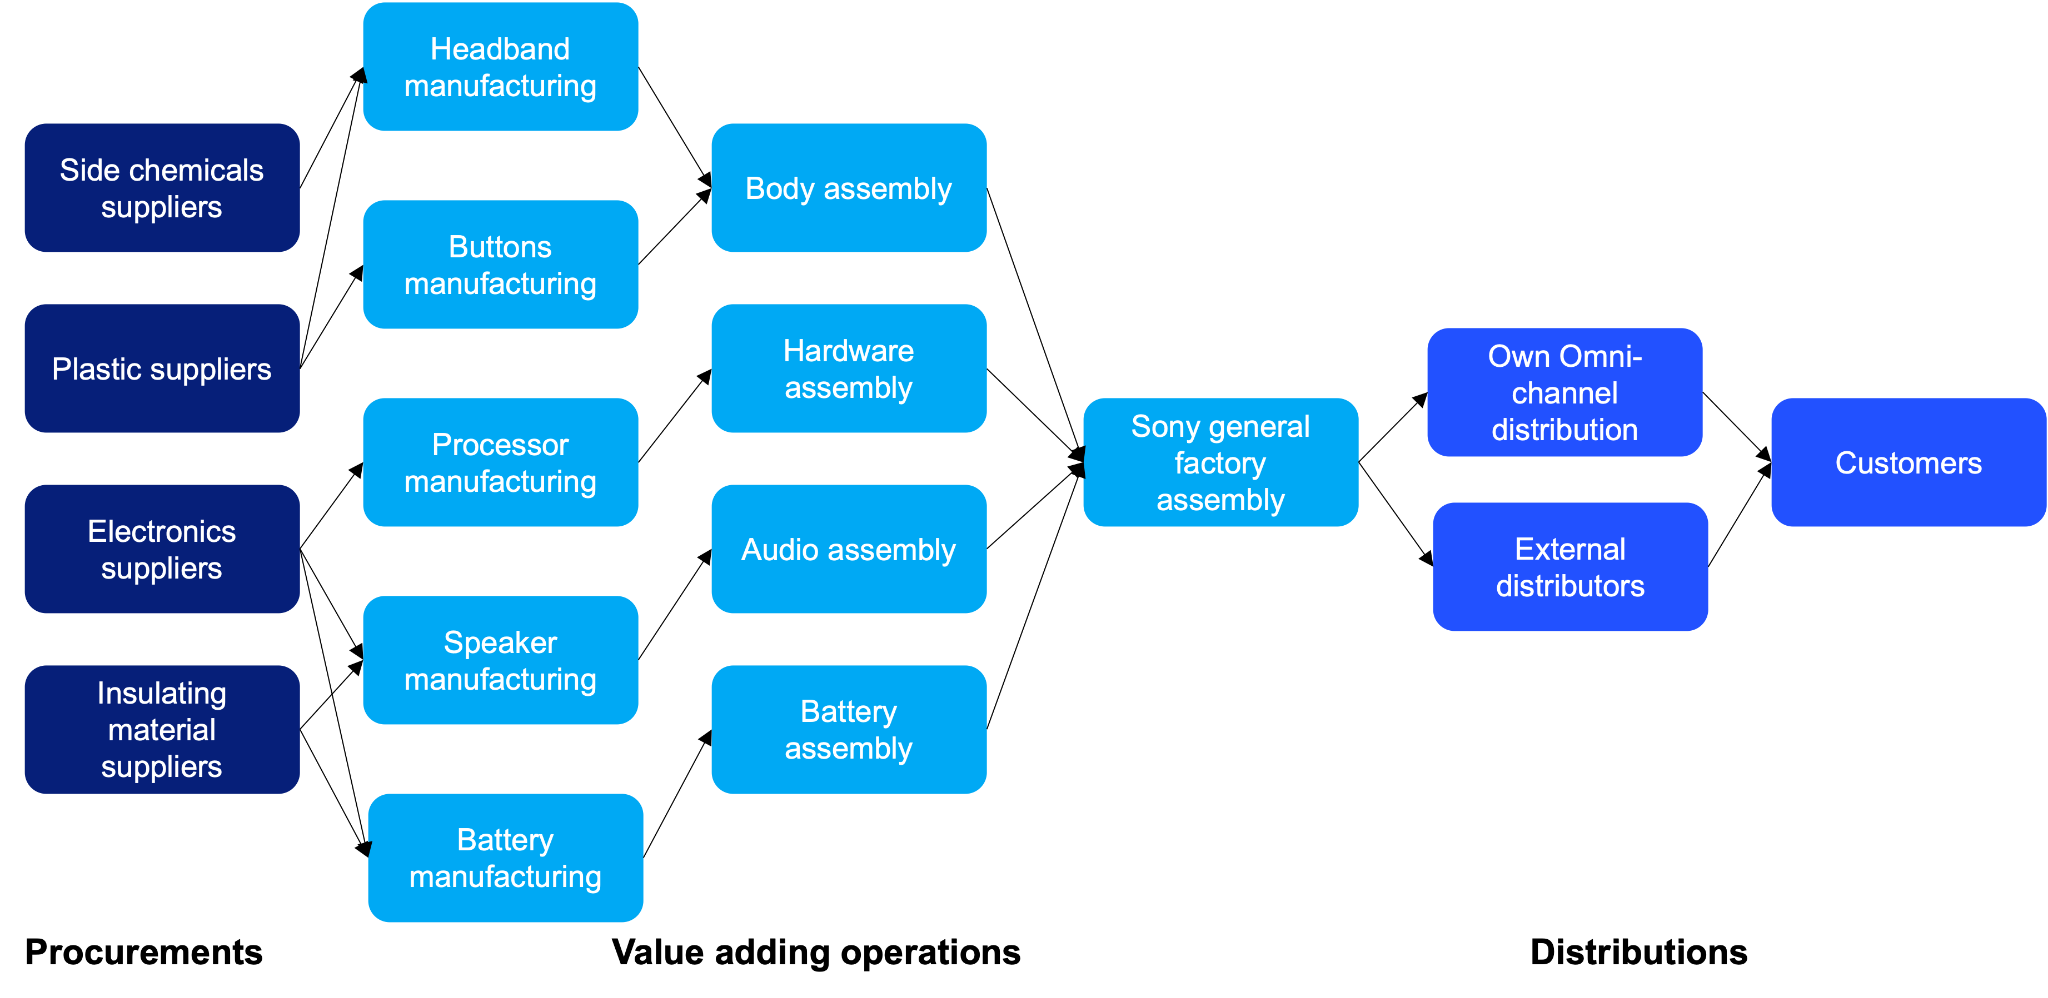 Side chemicals
suppliers
Plastic suppliers
Electronics
suppliers
Insulating
material
suppliers
Headband
manufacturing
Buttons
manufacturing
Processor
manufacturing
Speaker
manufacturing
Battery
manufacturing
Body assembly
Hardware
assembly
Audio assembly
Battery
assembly
Sony general
factory
assembly
Own Omni-
channel
distribution
External
distributors
Customers
Procurements
Value adding operations
Distributions